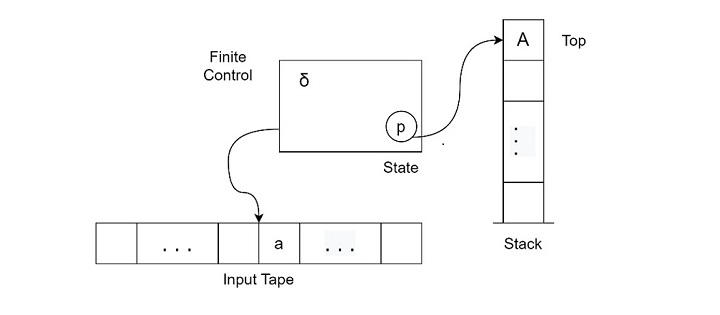 A
Top
Finite
Control
δ
p
State
. . .
a
. . .
Stack
Input Tape